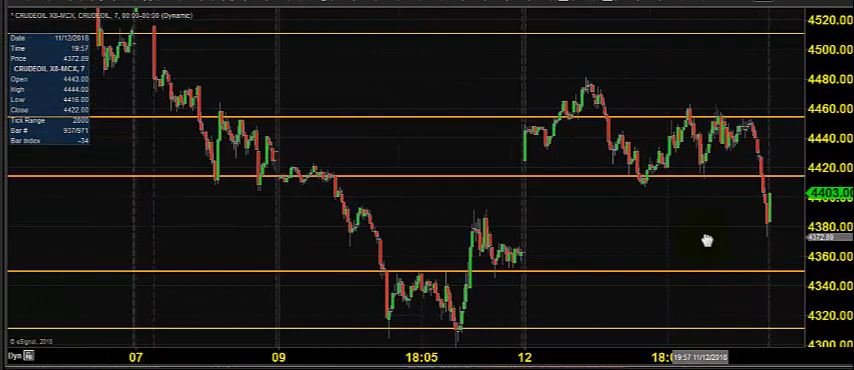 * CRUDEOIL X8-MCX, CRUDEOIL, 7, 00:00-00:00 (Dynamic)
Date 11/12/2018
Time 19:57
Price 4372.89
CRUDEOIL X8-MCX, 7
Open 4443.00
High 4444.00
Low 4416.00
Close 4422.00
Tick Range 2800
Bar # 937/971
Bar Index -34
4520.00
4500.00
4480.00
4460.00
4440.00
4420.00
4403.00
4400.00
4380.00
4372.89
4360.00
4340.00
4320.00
4300.00
© eSignal, 2018
Dyn
07
09
18:05
12
19:57 11/12/2018